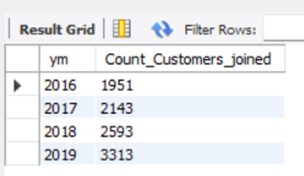 Result Grid Filter Rows:
ym Count_Customers_joined
2016 1951
2017 2143
2018 2593
2019 3313